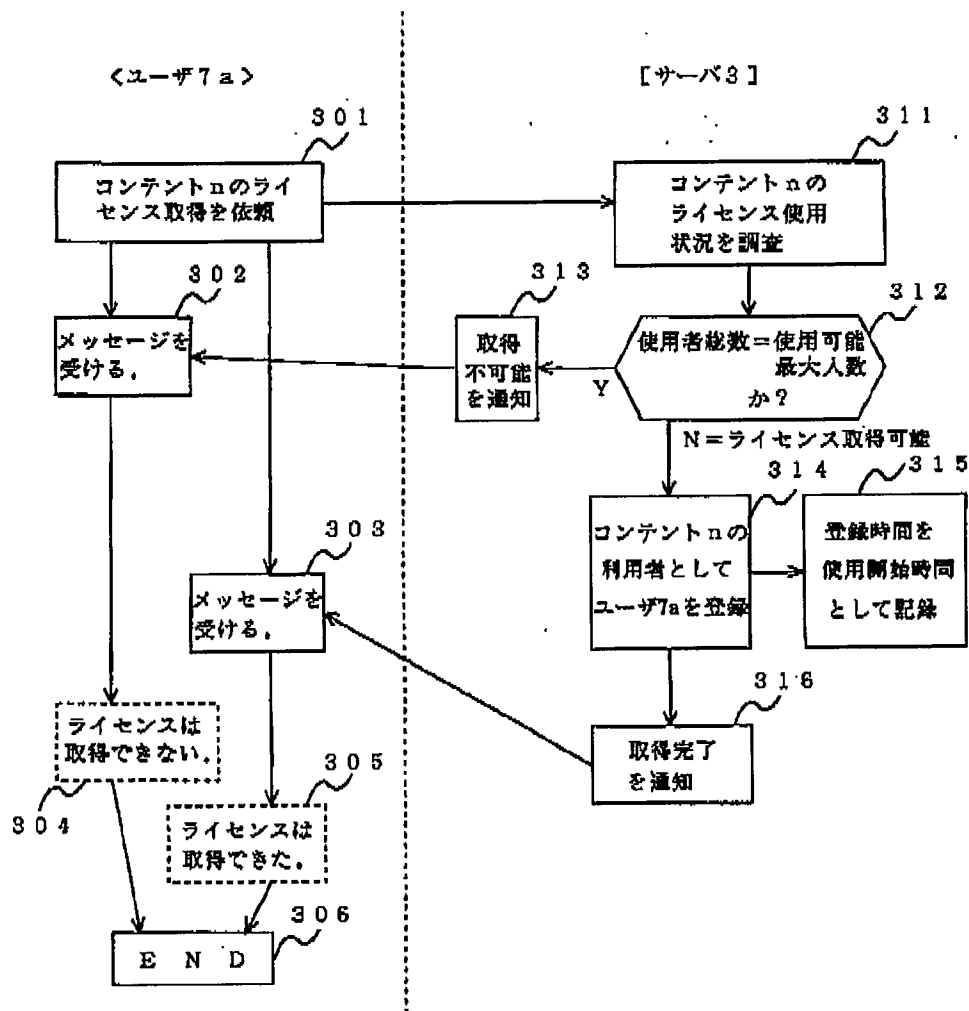 <ユーザ7a>
[サーバ3]
301
コンテントnのライ
センス取得を依頼
311
コンテントnの
ライセンス使用
状況を調査
302
メッセージを
受ける.
313
取得
不可能
を通知
312
使用者総数=使用可能
最大人数
か?
Y
N=ライセンス取得可能
314
コンテントnの
利用者として
ユーザ7aを登録
315
登録時間を
使用開始時間
として記録
303
メッセージを
受ける.
316
取得完了
を通知
ライセンスは
取得できない.
304
305
ライセンスは
取得できた.
306
END